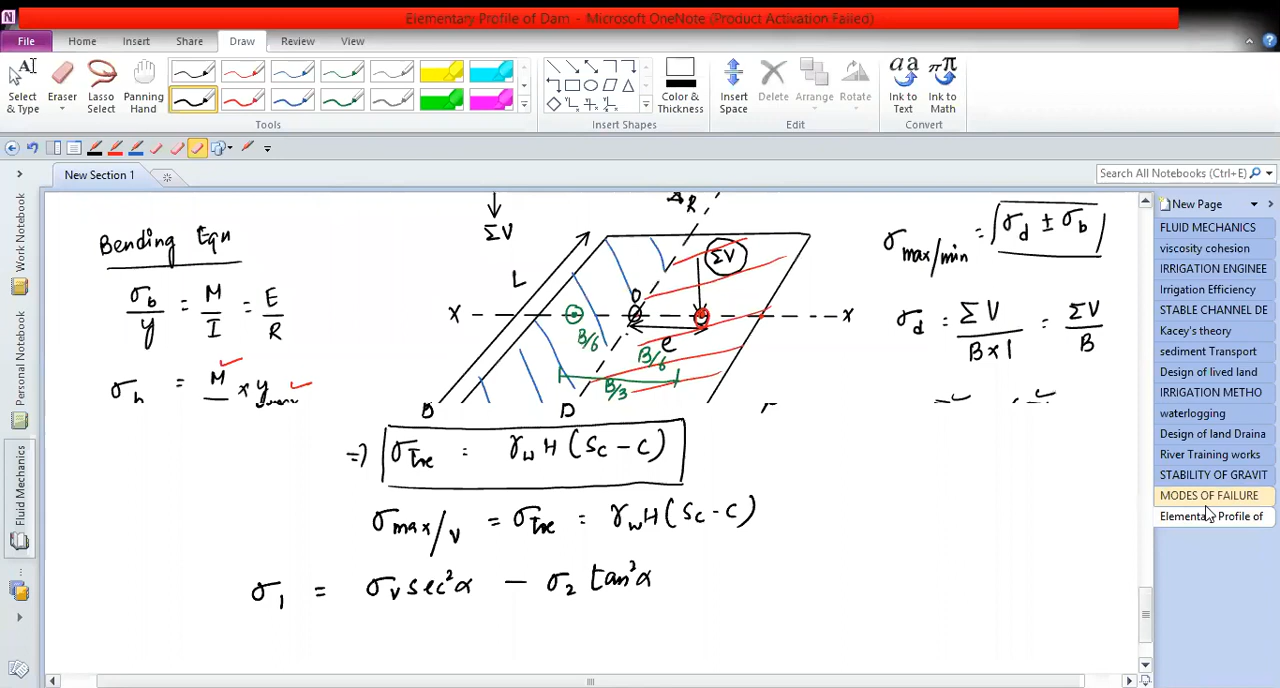 Elementary Profile of Dam - Microsoft OneNote (Product Activation Failed)
File Home Insert Share Draw Review View
Select & Type
Eraser
Lasso Select
Panning Hand
Color & Thickness
Insert Space
Delete
Arrange
Rotate
Ink to Text
Ink to Math
Tools
Insert Shapes
Edit
Convert
New Section 1
Search All Notebooks (Ctrl+E)
Work Notebook
Personal Notebook
Fluid Mechanics
New Page
FLUID MECHANICS
viscosity cohesion
IRRIGATION ENGINEE
Irrigation Efficiency
STABLE CHANNEL DE
Kacey's theory
sediment Transport
Design of lived land
IRRIGATION METHO
waterlogging
Design of land Draina
River Training works
STABILITY OF GRAVIT
MODES OF FAILURE
Elementary Profile of
ΣV
Bending Eqn
σb/y = M/I = E/R
σb = M × y
L
R
ΣV
X
O
X
B/6
e
B/6
B/3
D
σmax/min = σd ± σb
σd = ΣV/(B×1) = ΣV/B
=> σTre = γw H (Sc - C)
σmax/v = σTre = γw H (Sc - C)
σ1 = σv sec²α - σ2 tan²α